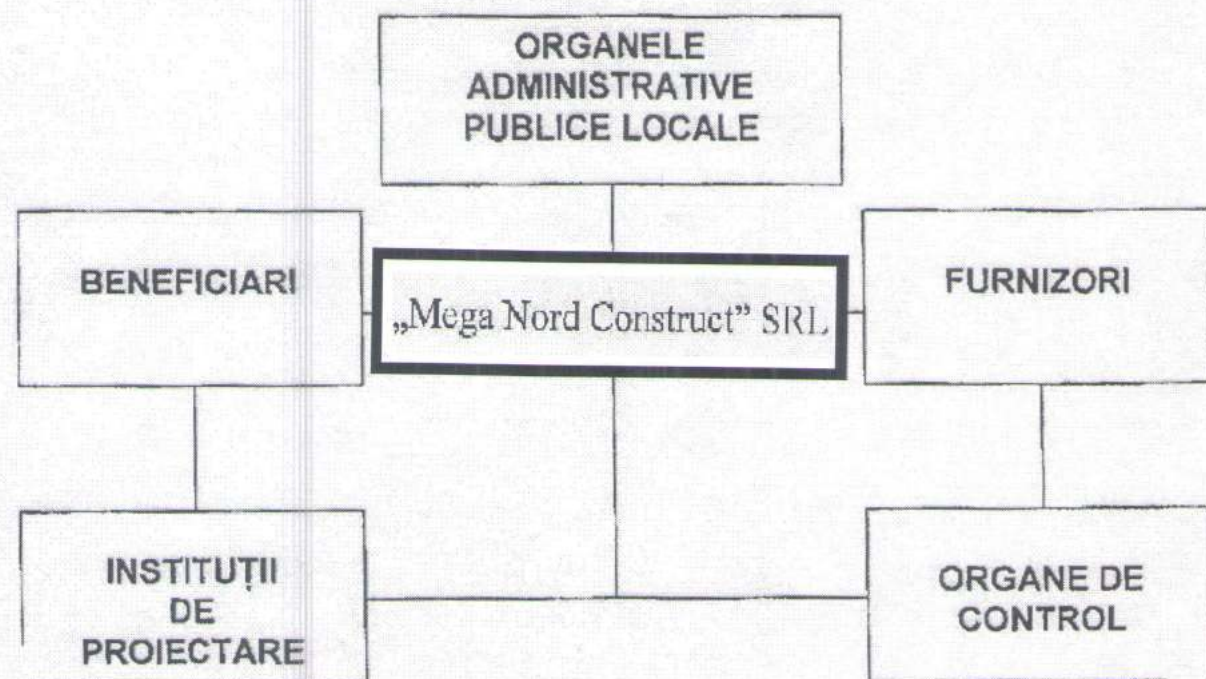 ORGANELE
ADMINISTRATIVE
PUBLICE LOCALE
BENEFICIARI
„Mega Nord Construct” SRL
FURNIZORI
INSTITUȚII
DE
PROIECTARE
ORGANE DE
CONTROL